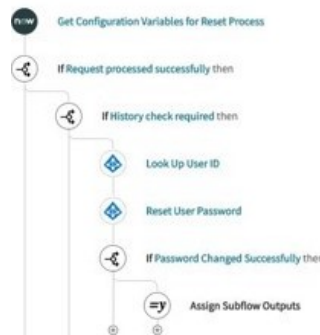 now Get Configuration Variables for Reset Process
If Request processed successfully then
If History check required then
Look Up User ID
Reset User Password
If Password Changed Successfully then
=y Assign Subflow Outputs